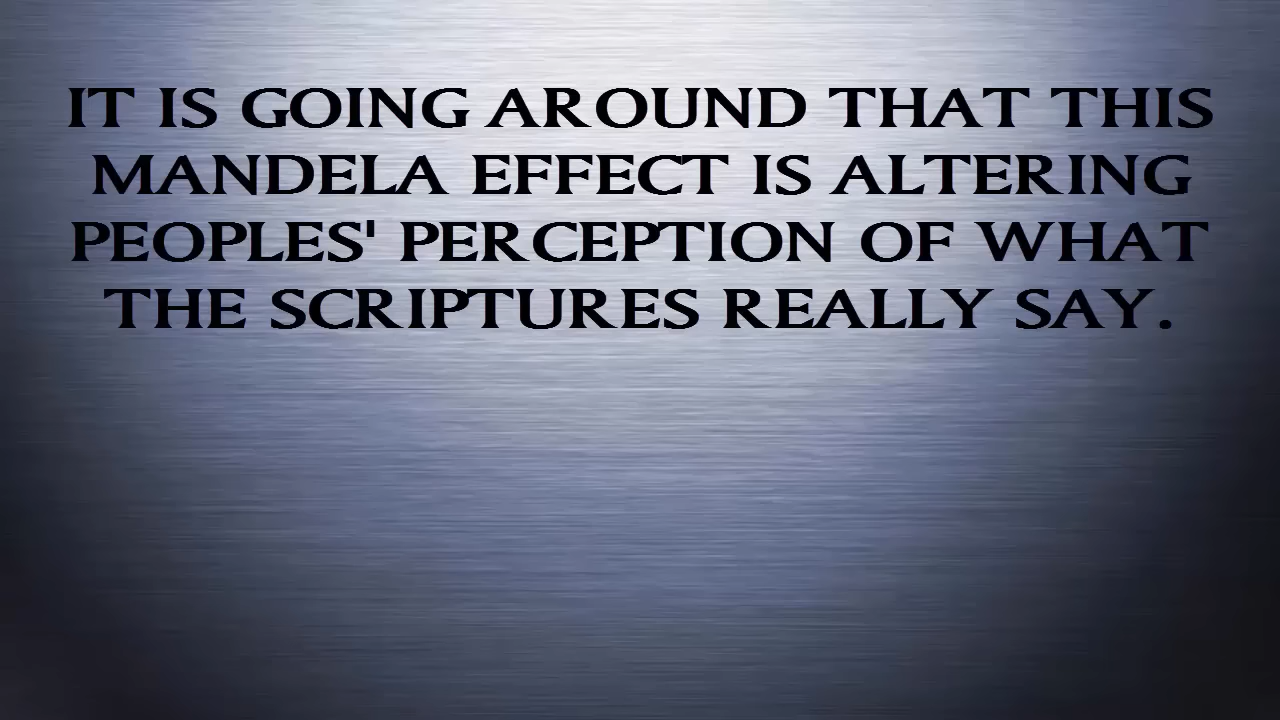 IT IS GOING AROUND THAT THIS
MANDELA EFFECT IS ALTERING
PEOPLES' PERCEPTION OF WHAT
THE SCRIPTURES REALLY SAY.